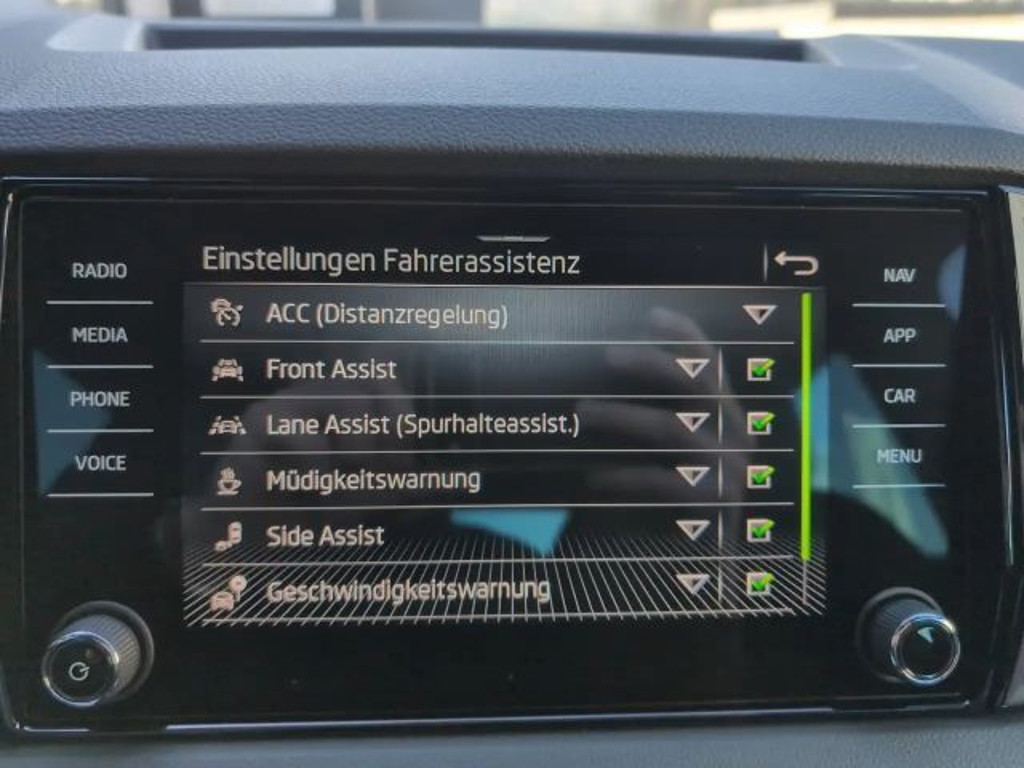 Einstellungen Fahrerassistenz
RADIO
MEDIA
PHONE
VOICE
ACC (Distanzregelung)
Front Assist
Lane Assist (Spurhalteassist.)
Müdigkeitswarnung
Side Assist
Geschwindigkeitswarnung
NAV
APP
CAR
MENU